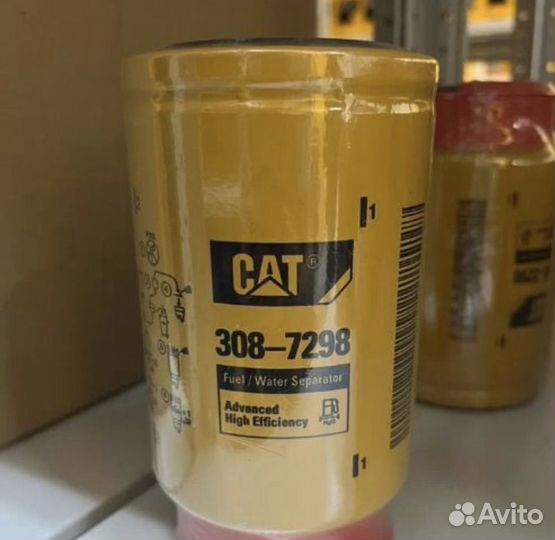 1
CAT®
308-7298
Fuel / Water Separator
Advanced
High Efficiency
1
Avito